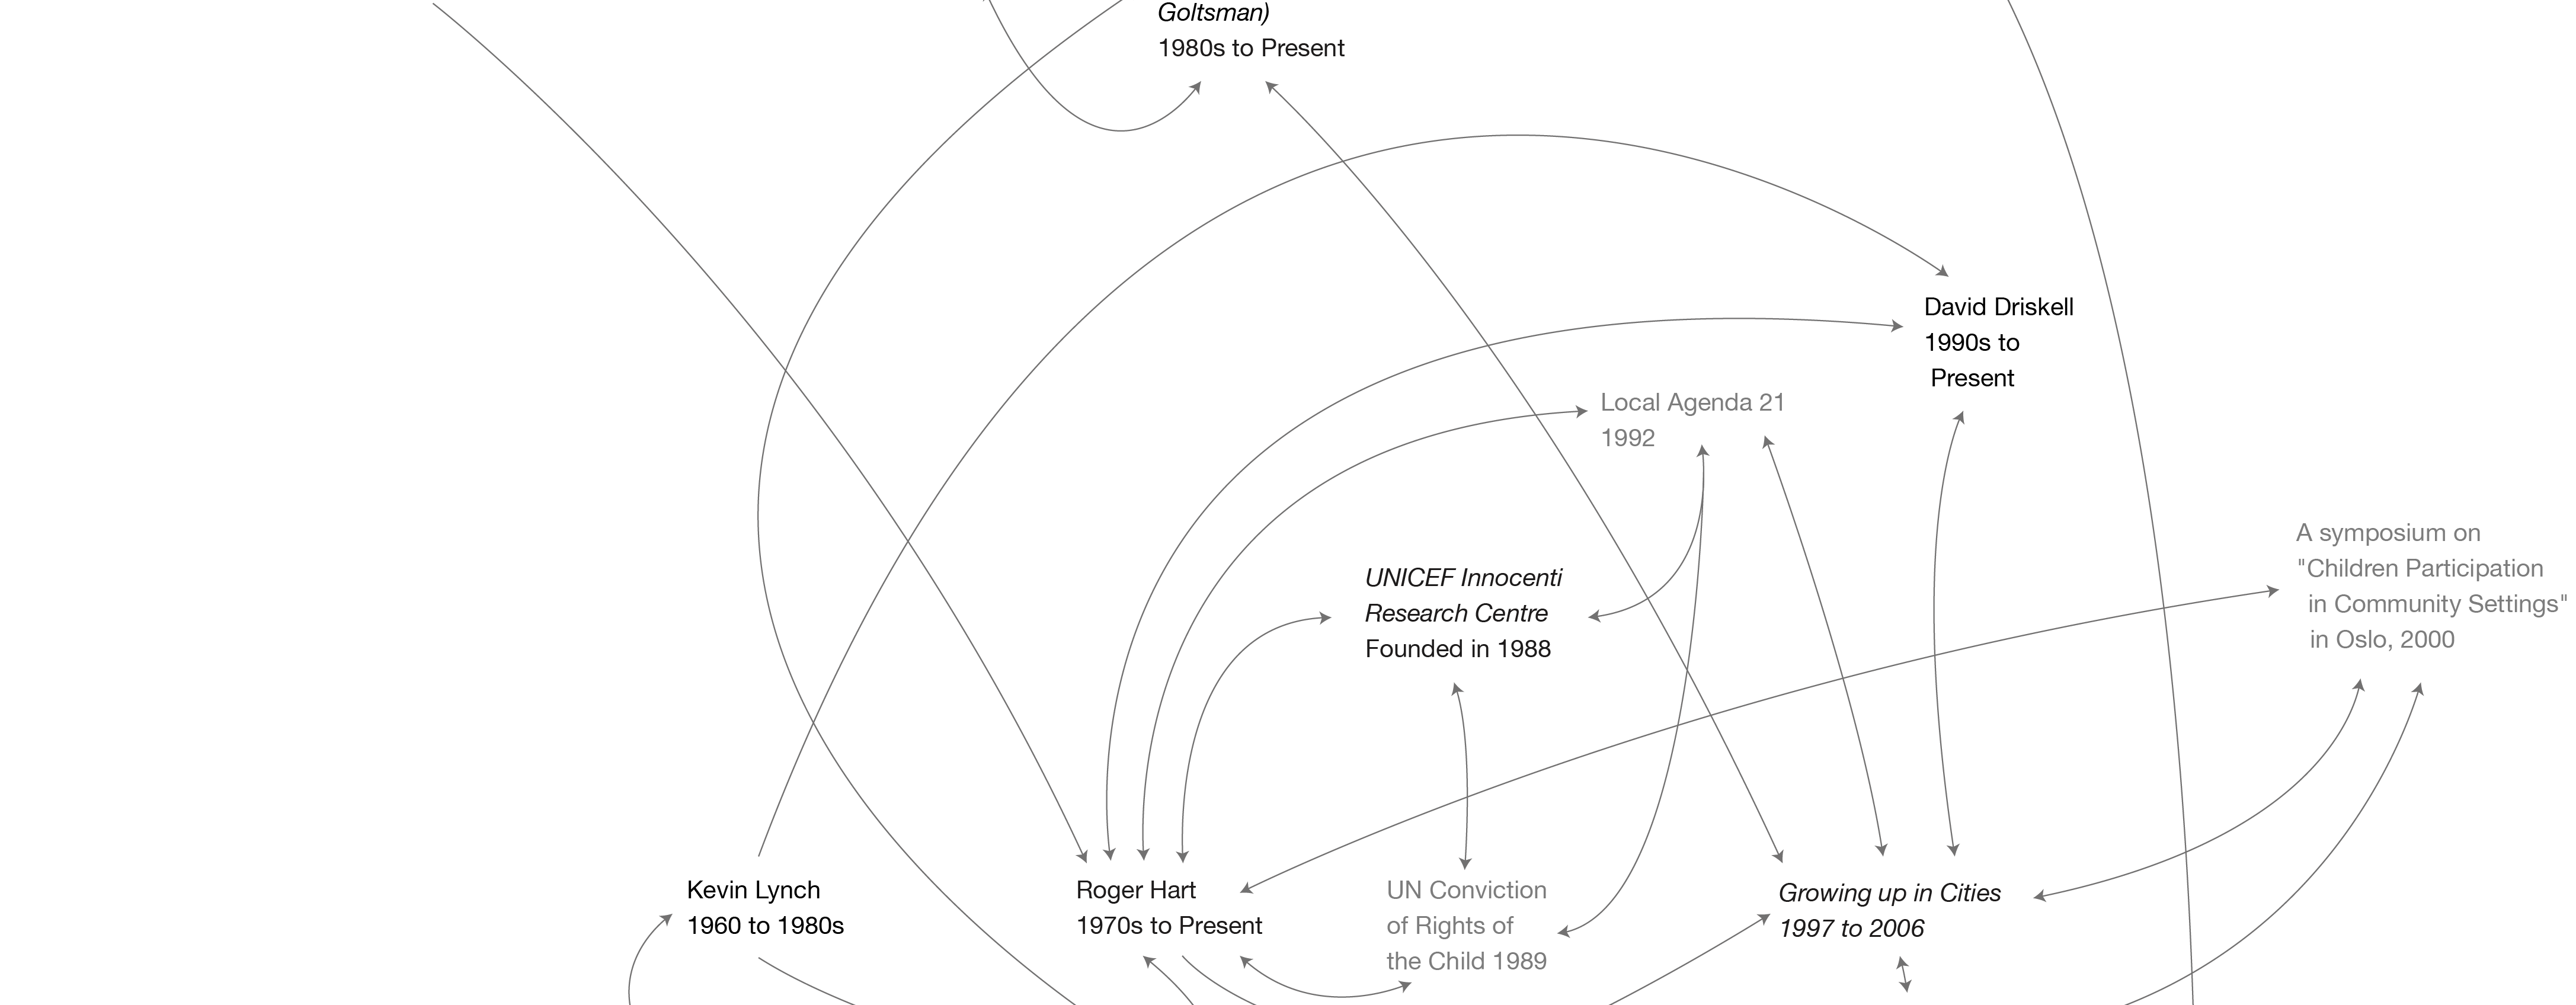 Goltsman)
1980s to Present
David Driskell
1990s to
Present
Local Agenda 21
1992
A symposium on
"Children Participation
in Community Settings"
in Oslo, 2000
UNICEF Innocenti
Research Centre
Founded in 1988
Kevin Lynch
1960 to 1980s
Roger Hart
1970s to Present
UN Conviction
of Rights of
the Child 1989
Growing up in Cities
1997 to 2006